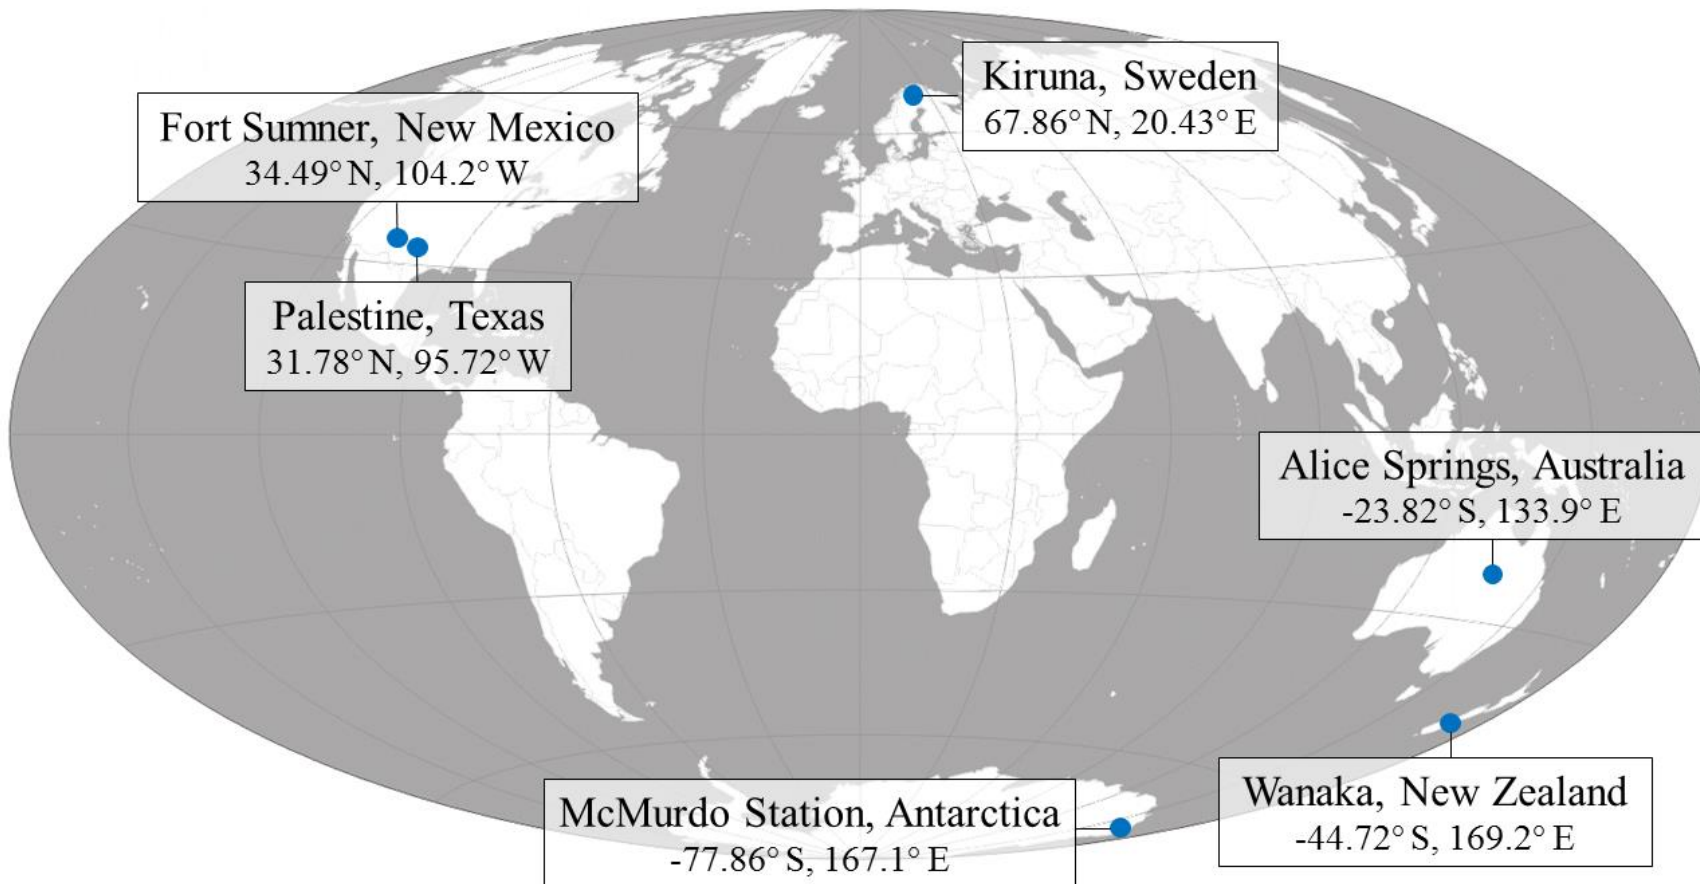 Kiruna, Sweden
67.86° N, 20.43° E
Fort Sumner, New Mexico
34.49° N, 104.2° W
Palestine, Texas
31.78° N, 95.72° W
Alice Springs, Australia
-23.82° S, 133.9° E
Wanaka, New Zealand
-44.72° S, 169.2° E
McMurdo Station, Antarctica
-77.86° S, 167.1° E